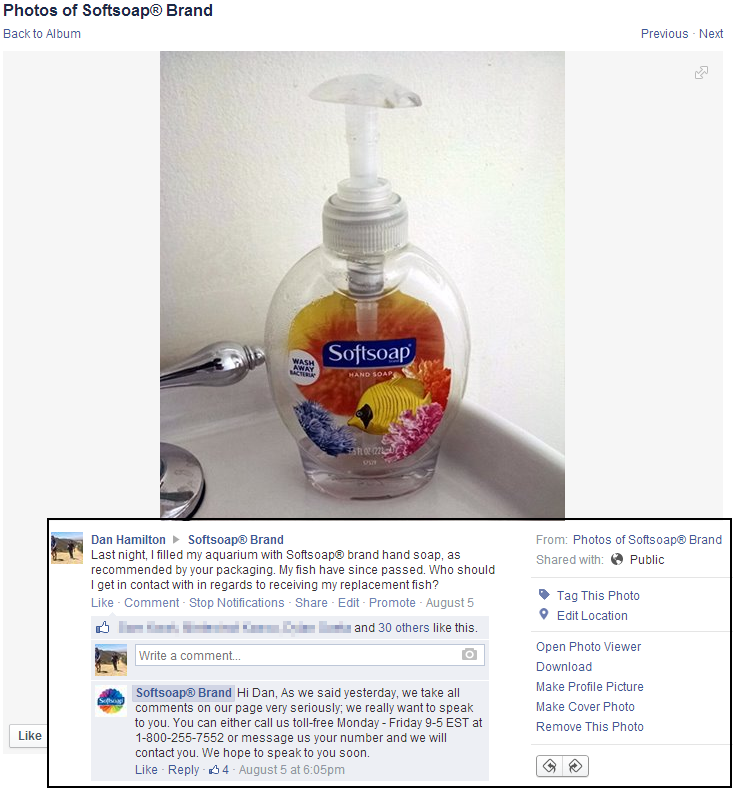 Photos of Softsoap® Brand
Back to Album
Previous · Next
Softsoap
HAND SOAP
WASH
AWAY
BACTERIA*
Dan Hamilton ▸ Softsoap® Brand
Last night, I filled my aquarium with Softsoap® brand hand soap, as
recommended by your packaging. My fish have since passed. Who should
I get in contact with in regards to receiving my replacement fish?
Like · Comment · Stop Notifications · Share · Edit · Promote · August 5
and 30 others like this.
Write a comment...
Softsoap® Brand Hi Dan, As we said yesterday, we take all
comments on our page very seriously; we really want to speak
to you. You can either call us toll-free Monday - Friday 9-5 EST at
1-800-255-7552 or message us your number and we will
contact you. We hope to speak to you soon.
Like · Reply · 4 · August 5 at 6:05pm
Like
From: Photos of Softsoap® Brand
Shared with: Public
Tag This Photo
Edit Location
Open Photo Viewer
Download
Make Profile Picture
Make Cover Photo
Remove This Photo